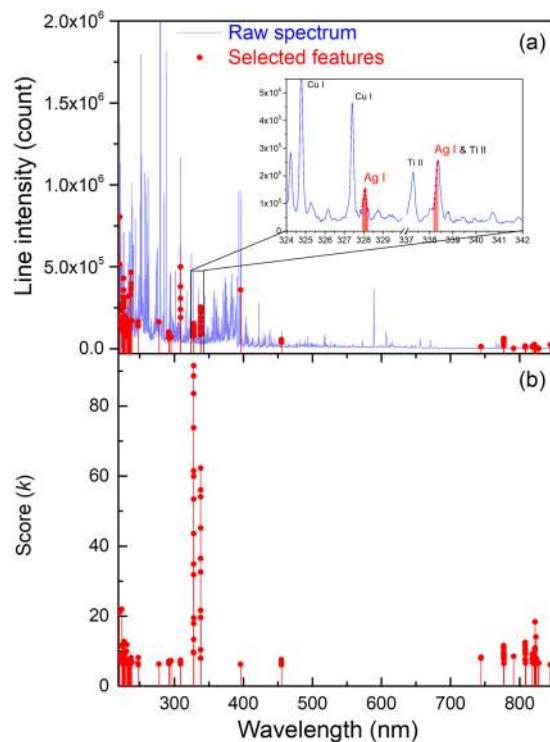 2.0x10⁶
(a)
Raw spectrum
Selected features
1.5x10⁶
1.0x10⁶
5.0x10⁵
0.0
Line intensity (count)
Cu I
Cu I
Ag I
Ti II
Ag I & Ti II
5x10⁵
4x10⁵
3x10⁵
2x10⁵
1x10⁵
0
324 325 326 327 328 329 337 338 339 340 341 342
(b)
80
60
40
20
0
Score (k)
300 400 500 600 700 800
Wavelength (nm)